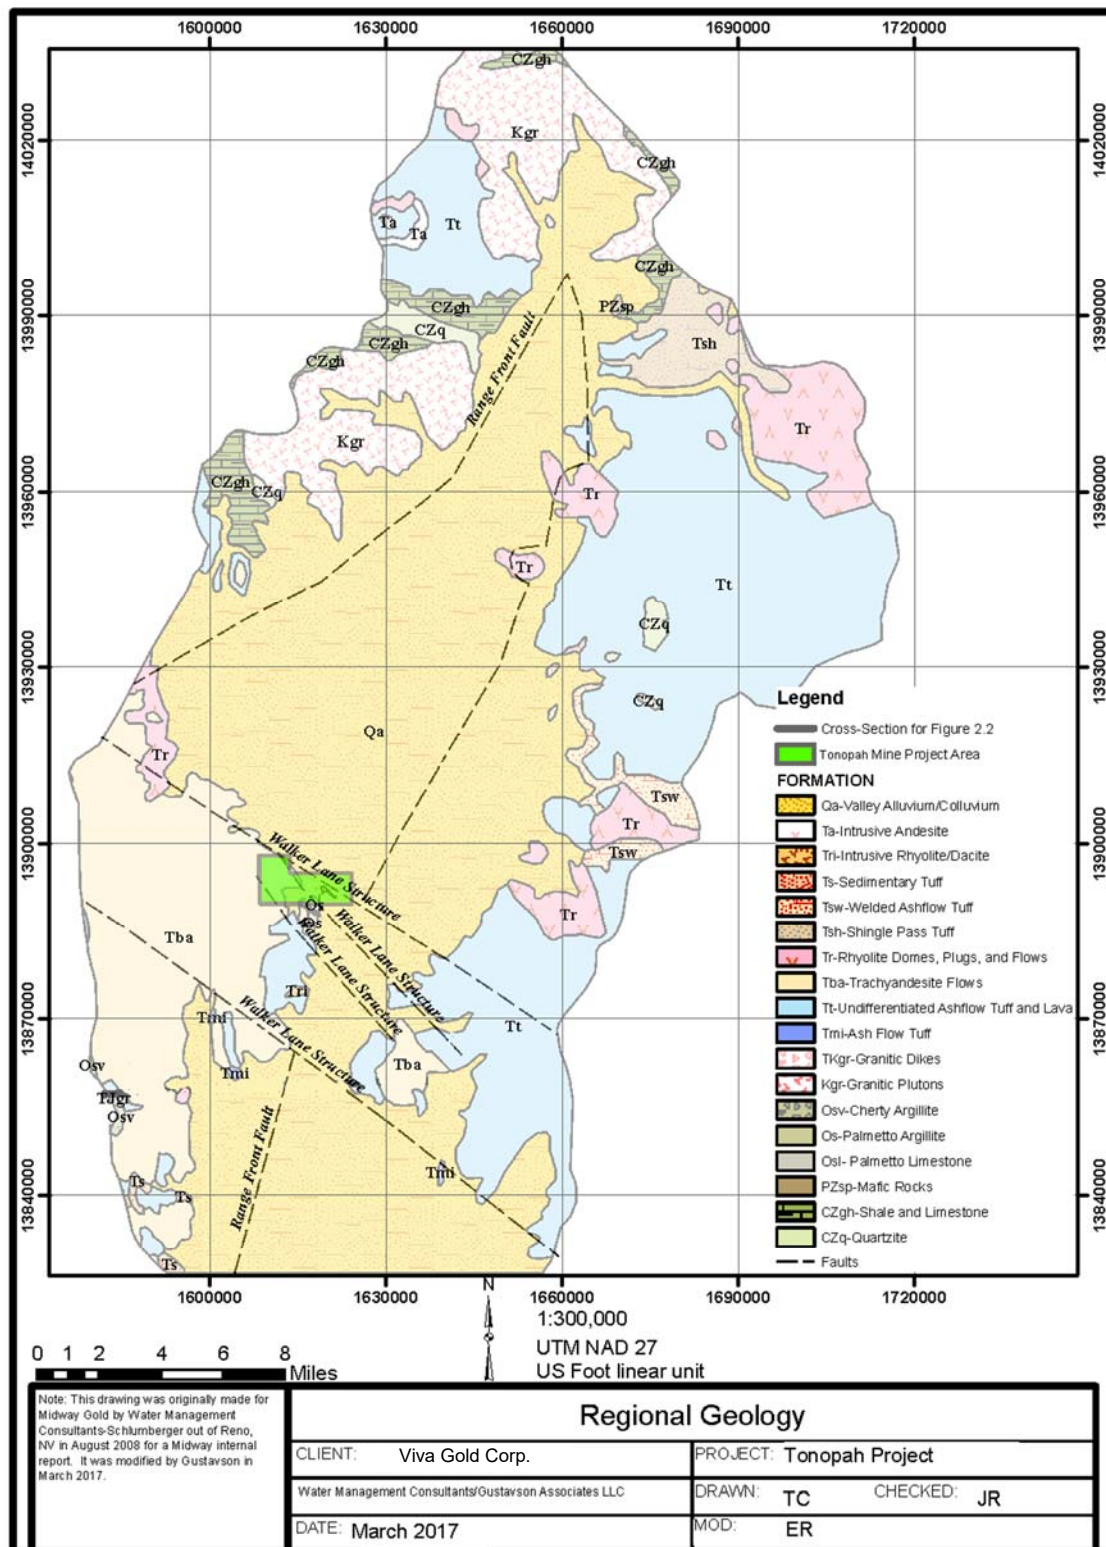 1600000 1630000 1660000 1690000 1720000
CZgh
14020000 14020000
Kgr
CZgh
Ta
Ta
Tt
CZgh
CZgh
PZsp
13990000 13990000
CZq
CZgh
Tsh
CZgh
Range Front Fault
Tr
Kgr
CZgh
CZq
13960000 13960000
Tr
Tr
Tt
CZq
13930000 13930000
CZq
Qa
Tr
Tsw
Tr
13900000 13900000
Walker Lane Structure
Tsw
Os
Os
Tr
Walker Lane Structure
Walker Lane Structure
Tba
Tri
Walker Lane Structure
Tmi
Tt
13870000 13870000
Tba
Tmi
Osv
TJgr
Osv
Range Front Fault
Tmi
Ts
Ts
13840000 13840000
Ts
Legend
Cross-Section for Figure 2.2
Tonopah Mine Project Area
FORMATION
Qa-Valley Alluvium/Colluvium
Ta-Intrusive Andesite
Tri-Intrusive Rhyolite/Dacite
Ts-Sedimentary Tuff
Tsw-Welded Ashflow Tuff
Tsh-Shingle Pass Tuff
Tr-Rhyolite Domes, Plugs, and Flows
Tba-Trachyandesite Flows
Tt-Undifferentiated Ashflow Tuff and Lava
Tmi-Ash Flow Tuff
TKgr-Granitic Dikes
Kgr-Granitic Plutons
Osv-Cherty Argillite
Os-Palmetto Argillite
Osl- Palmetto Limestone
PZsp-Mafic Rocks
CZgh-Shale and Limestone
CZq-Quartzite
Faults
1600000 1630000 1660000 1690000 1720000
N
1:300,000
UTM NAD 27
US Foot linear unit
0 1 2 4 6 8
Miles
Note: This drawing was originally made for
Midway Gold by Water Management
Consultants-Schlumberger out of Reno,
NV in August 2008 for a Midway internal
report. It was modified by Gustavson in
March 2017.
Regional Geology
CLIENT: Viva Gold Corp. PROJECT: Tonopah Project
Water Management Consultants/Gustavson Associates LLC DRAWN: TC CHECKED: JR
DATE: March 2017 MOD: ER